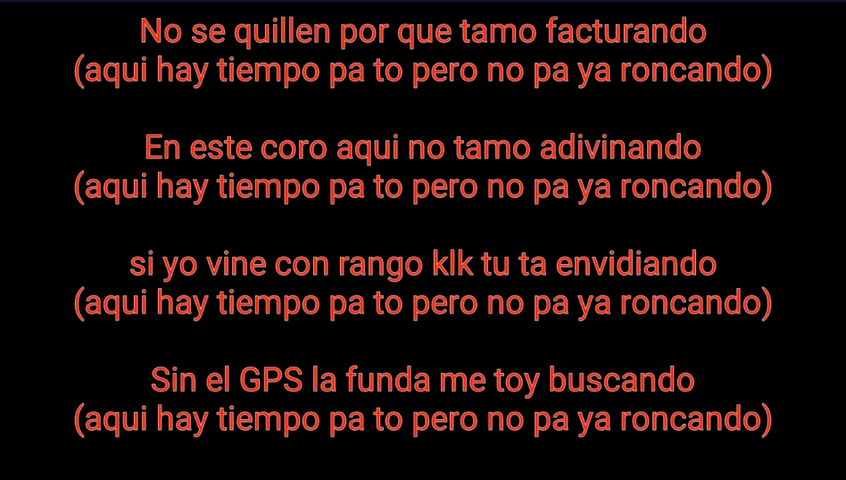 No se quillen por que tamo facturando
(aqui hay tiempo pa to pero no pa ya roncando)
En este coro aqui no tamo adivinando
(aqui hay tiempo pa to pero no pa ya roncando)
si yo vine con rango klk tu ta envidiando
(aqui hay tiempo pa to pero no pa ya roncando)
Sin el GPS la funda me toy buscando
(aqui hay tiempo pa to pero no pa ya roncando)